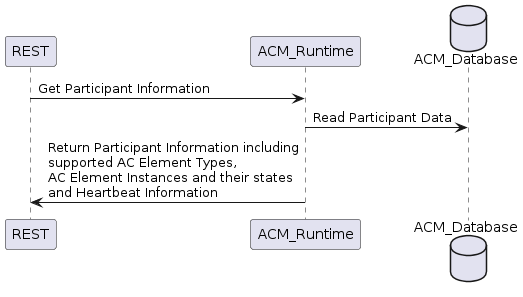 REST
ACM_Runtime
ACM_Database
Get Participant Information
Read Participant Data
Return Participant Information including
supported AC Element Types,
AC Element Instances and their states
and Heartbeat Information
REST
ACM_Runtime
ACM_Database